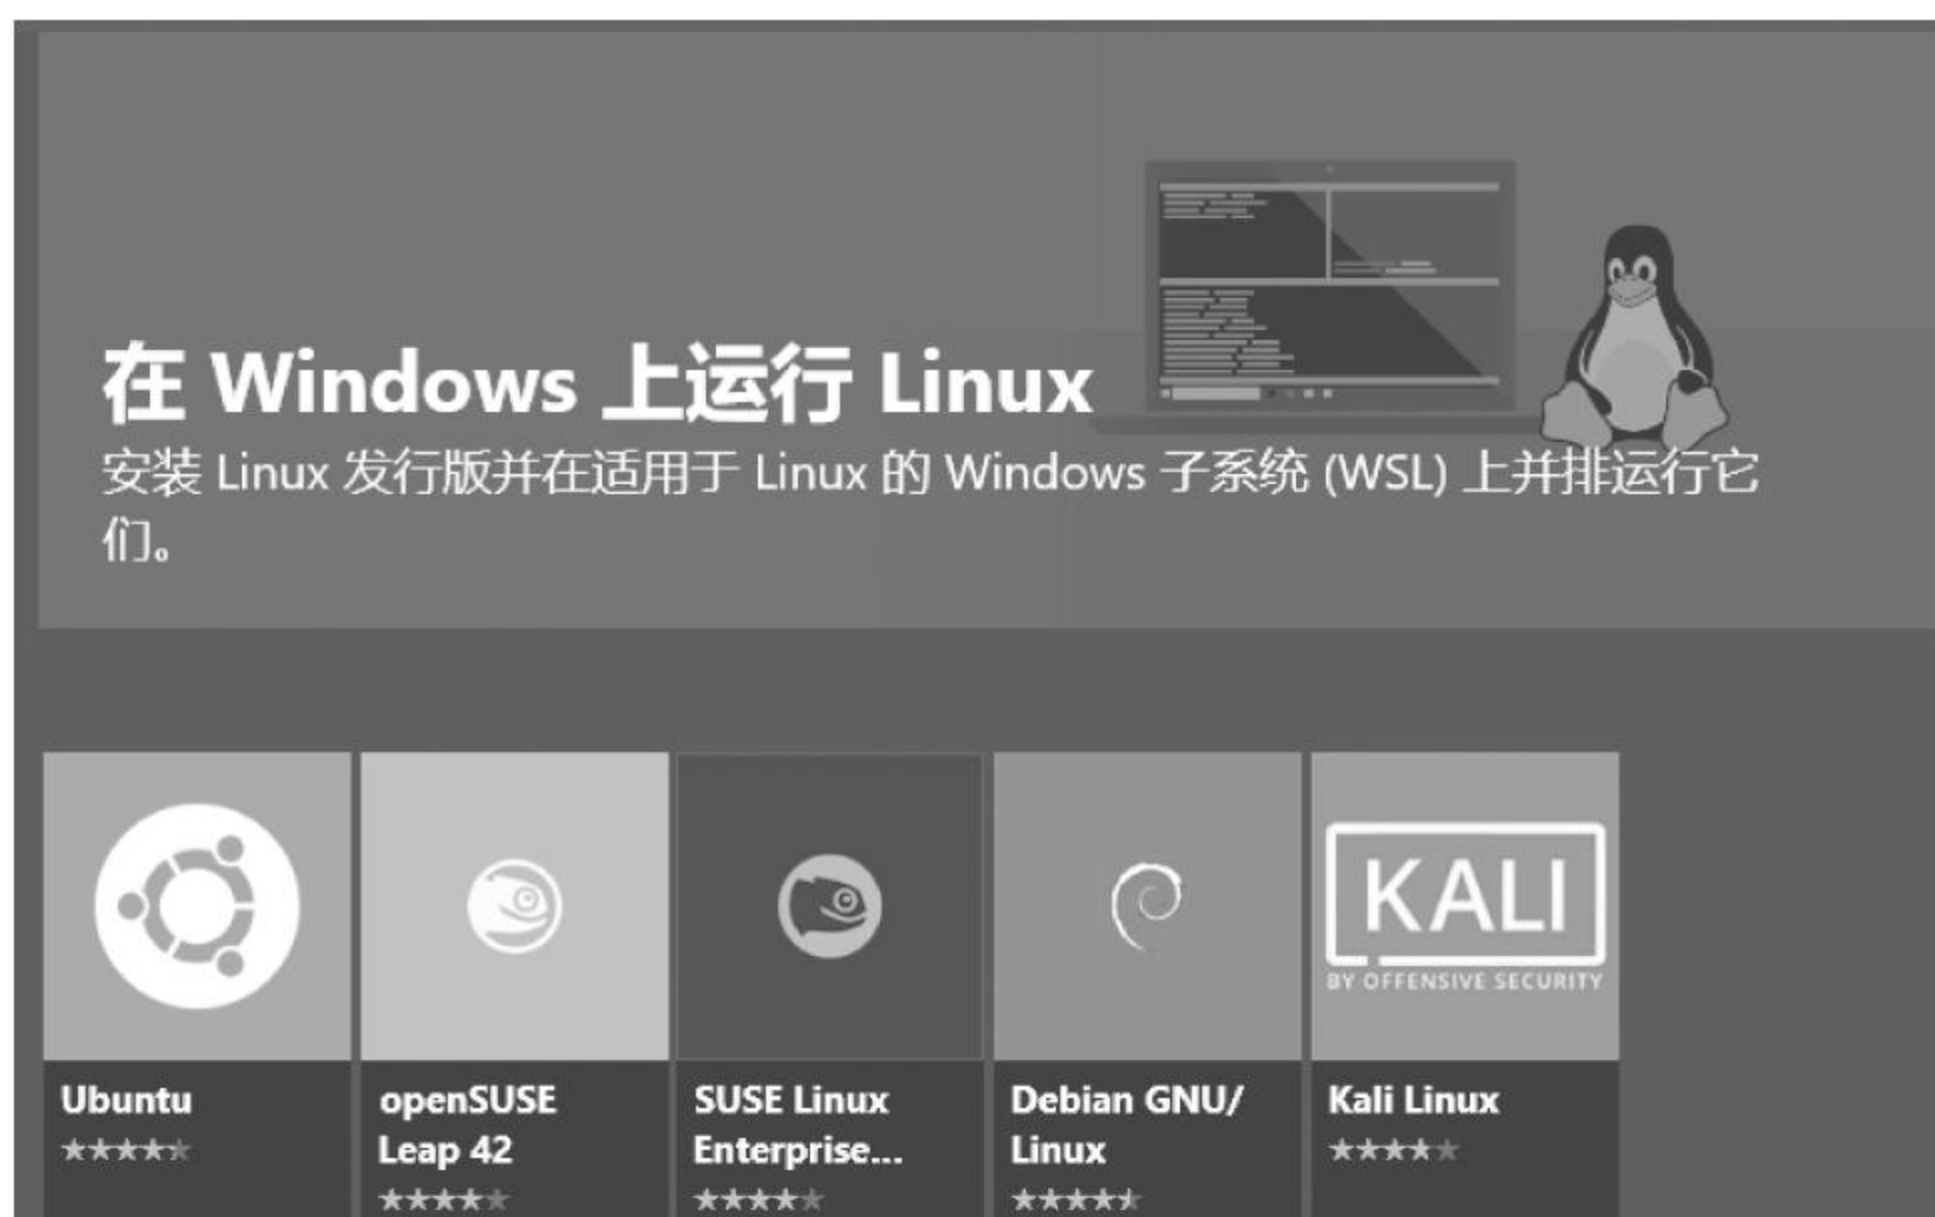 在 Windows 上运行 Linux
安装 Linux 发行版并在适用于 Linux 的 Windows 子系统 (WSL) 上并排运行它
们。
KALI
BY OFFENSIVE SECURITY
Ubuntu
openSUSE
Leap 42
SUSE Linux
Enterprise...
Debian GNU/
Linux
Kali Linux